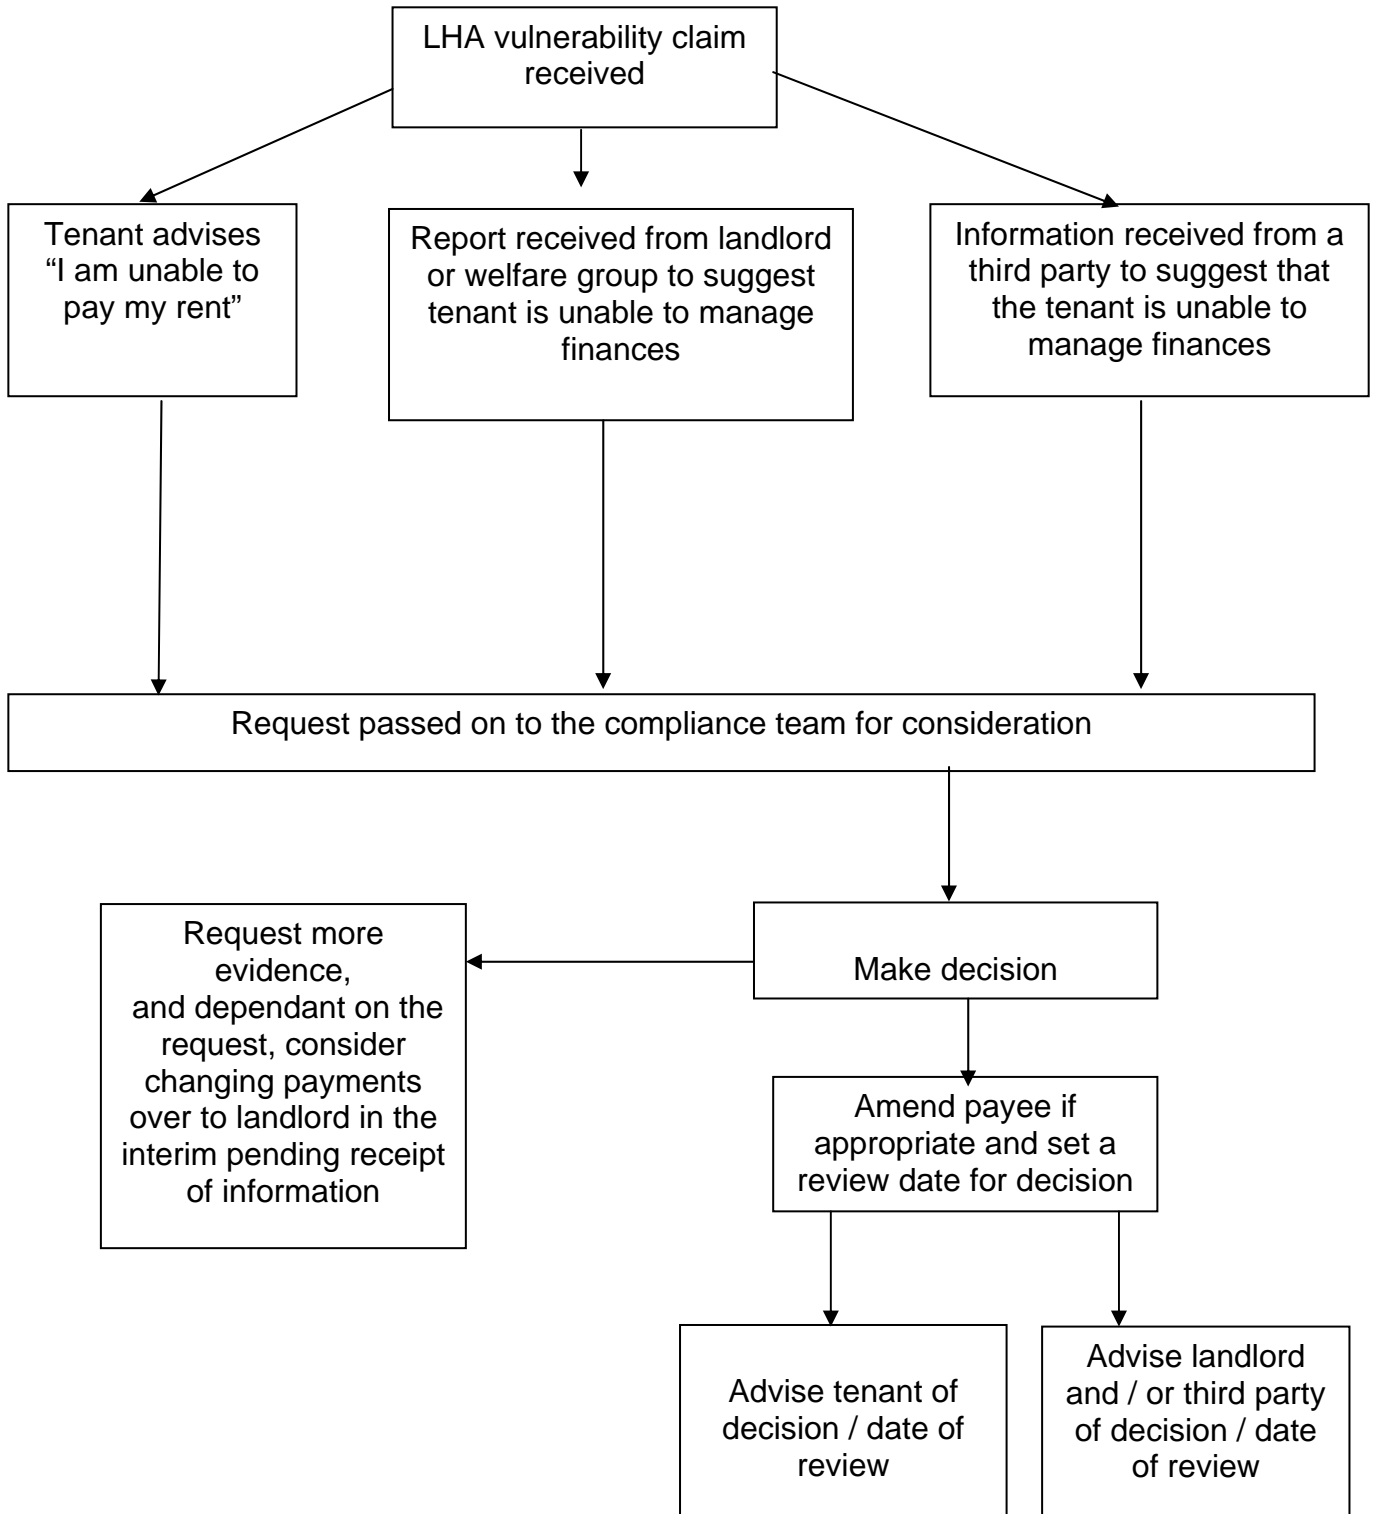 LHA vulnerability claim
received
Tenant advises
“I am unable to
pay my rent”
Report received from landlord
or welfare group to suggest
tenant is unable to manage
finances
Information received from a
third party to suggest that
the tenant is unable to
manage finances
Request passed on to the compliance team for consideration
Request more
evidence,
and dependant on the
request, consider
changing payments
over to landlord in the
interim pending receipt
of information
Make decision
Amend payee if
appropriate and set a
review date for decision
Advise tenant of
decision / date of
review
Advise landlord
and / or third party
of decision / date
of review